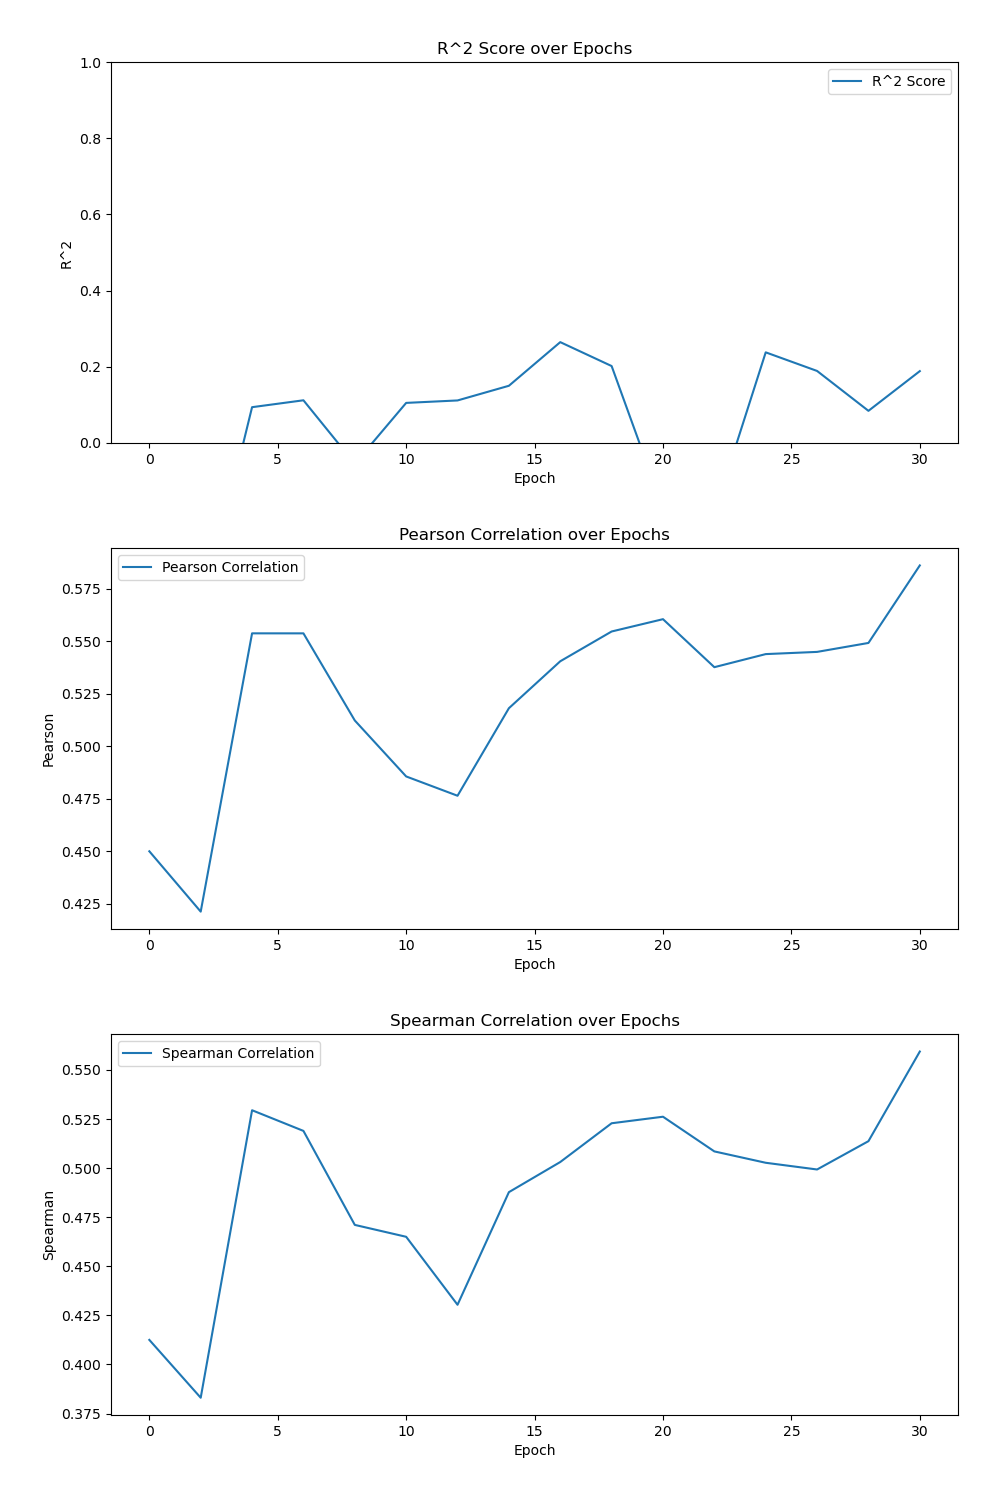 R^2 Score over Epochs
R^2 Score
1.0
0.8
0.6
0.4
0.2
0.0
R^2
0 5 10 15 20 25 30
Epoch
Pearson Correlation over Epochs
Pearson Correlation
0.575
0.550
0.525
0.500
0.475
0.450
0.425
Pearson
0 5 10 15 20 25 30
Epoch
Spearman Correlation over Epochs
Spearman Correlation
0.550
0.525
0.500
0.475
0.450
0.425
0.400
0.375
Spearman
0 5 10 15 20 25 30
Epoch